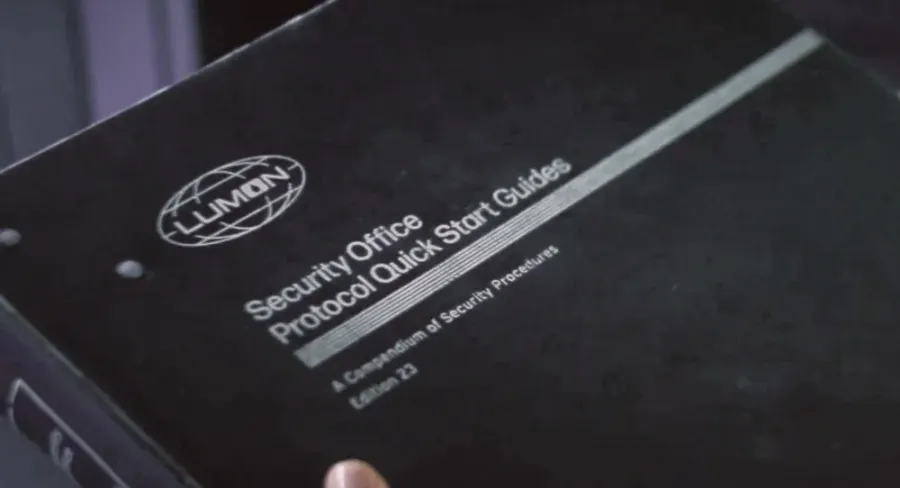 LUMON
Security Office
Protocol Quick Start Guides
A Compendium of Security Procedures
Edition 23